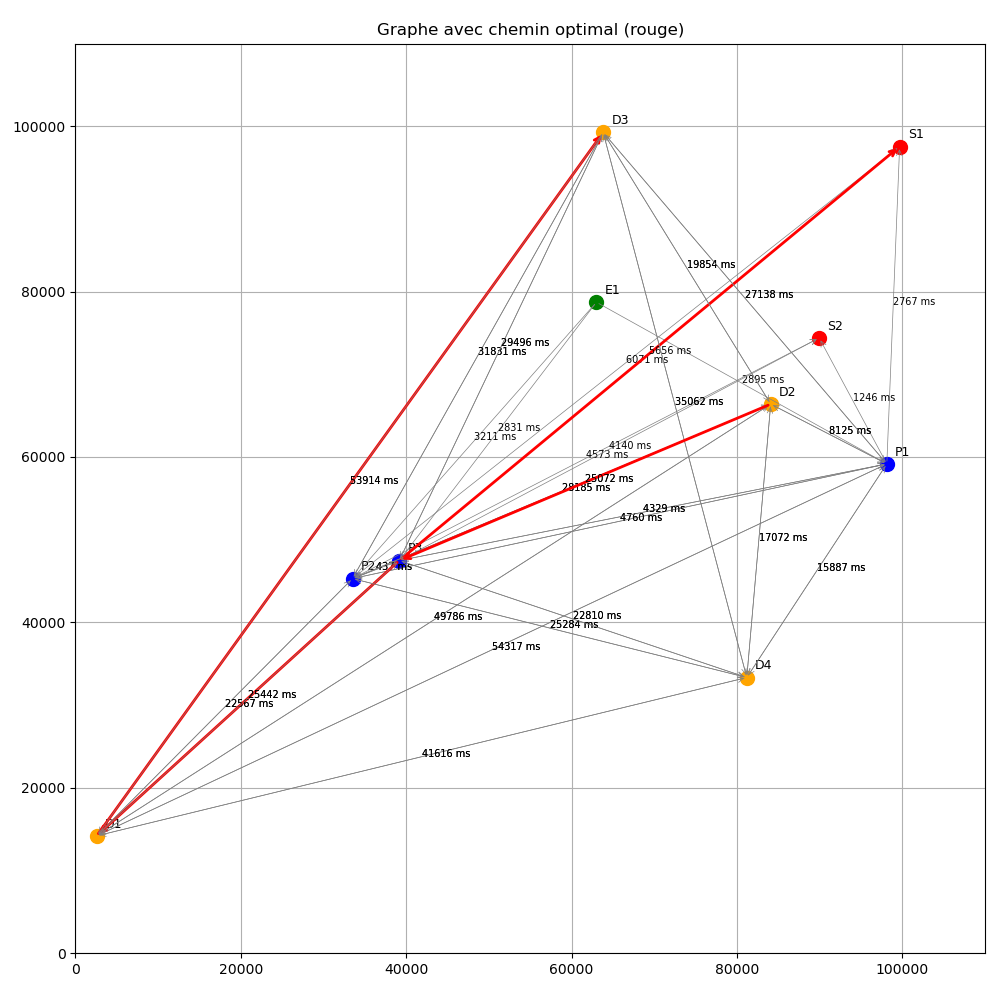 Graphe avec chemin optimal (rouge)
100000
D3
S1
80000
19854 ms
E1
27138 ms
2767 ms
S2
29496 ms
31831 ms
5656 ms
6071 ms
2895 ms
D2
35062 ms
1246 ms
2831 ms
3211 ms
8125 ms
60000
4140 ms
4573 ms
P1
53914 ms
25072 ms
28185 ms
4329 ms
4760 ms
17072 ms
P3
P2
432 ms
15887 ms
40000
49786 ms
22810 ms
25284 ms
54317 ms
D4
25442 ms
22567 ms
41616 ms
20000
D1
0
0
20000
40000
60000
80000
100000